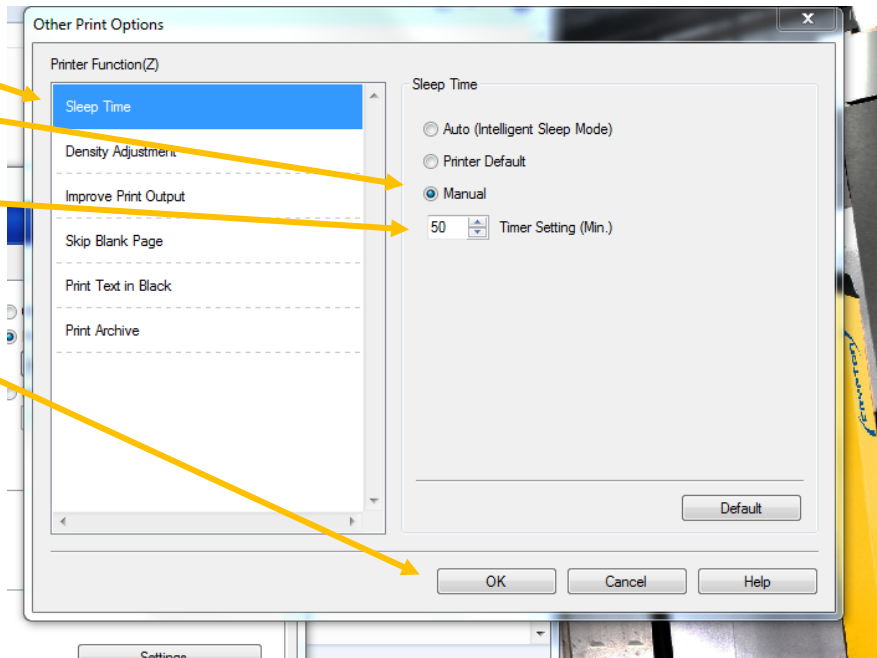 Other Print Options
Printer Function(Z)
Sleep Time
Density Adjustment
Improve Print Output
Skip Blank Page
Print Text in Black
Print Archive
Sleep Time
Auto (Intelligent Sleep Mode)
Printer Default
Manual
50 Timer Setting (Min.)
Default
OK Cancel Help
Settings